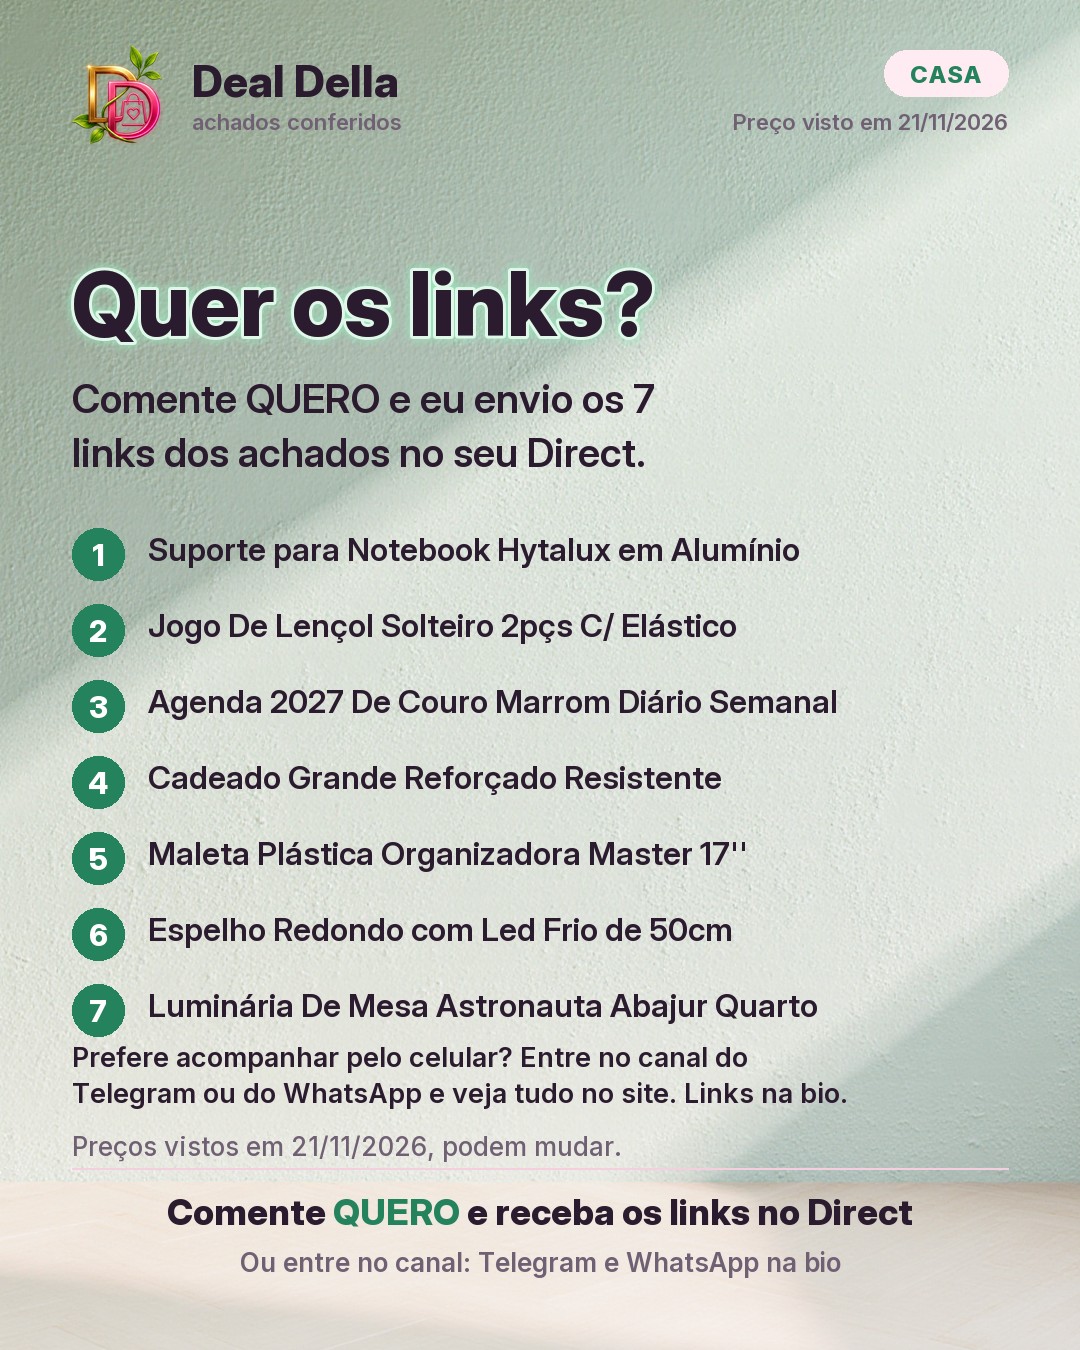 Deal Della
achados conferidos
CASA
Preço visto em 21/11/2026
Quer os links?
Comente QUERO e eu envio os 7
links dos achados no seu Direct.
1 Suporte para Notebook Hytalux em Alumínio
2 Jogo De Lençol Solteiro 2pçs C/ Elástico
3 Agenda 2027 De Couro Marrom Diário Semanal
4 Cadeado Grande Reforçado Resistente
5 Maleta Plástica Organizadora Master 17''
6 Espelho Redondo com Led Frio de 50cm
7 Luminária De Mesa Astronauta Abajur Quarto
Prefere acompanhar pelo celular? Entre no canal do
Telegram ou do WhatsApp e veja tudo no site. Links na bio.
Preços vistos em 21/11/2026, podem mudar.
Comente QUERO e receba os links no Direct
Ou entre no canal: Telegram e WhatsApp na bio